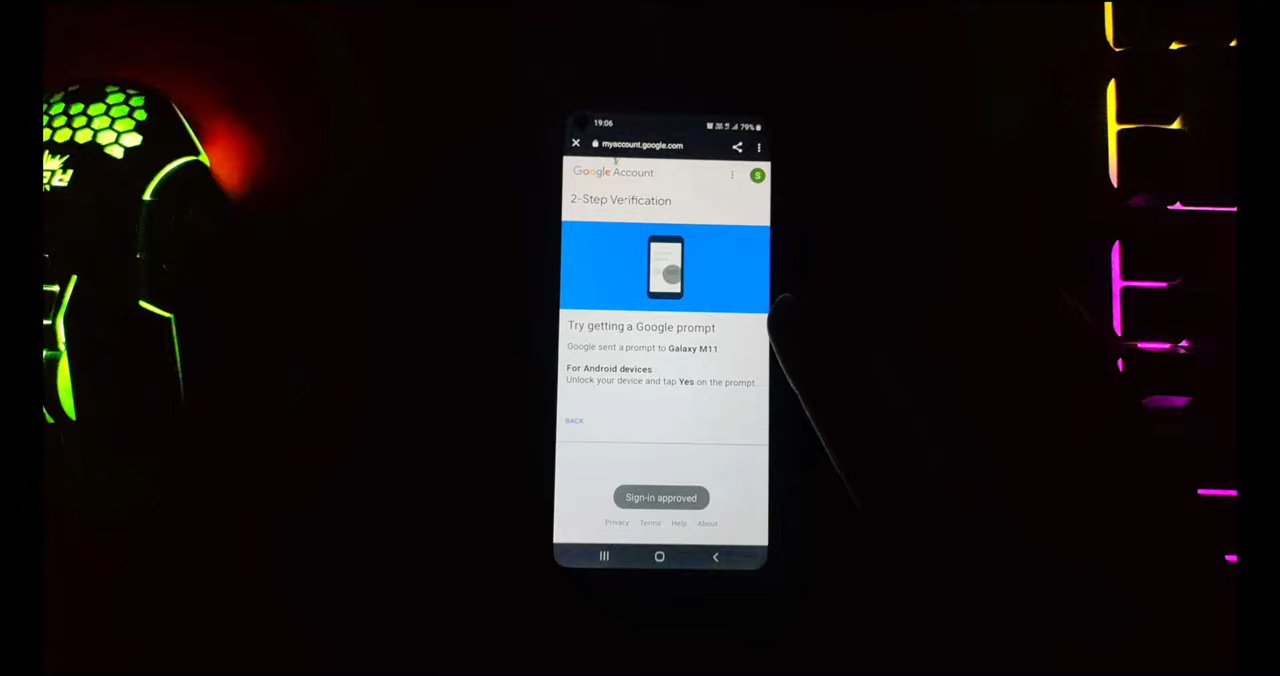 19:06
79%
myaccount.google.com
Google Account
S
2-Step Verification
Try getting a Google prompt
Google sent a prompt to Galaxy M11
For Android devices
Unlock your device and tap Yes on the prompt.
BACK
Sign-in approved
Privacy Terms Help About